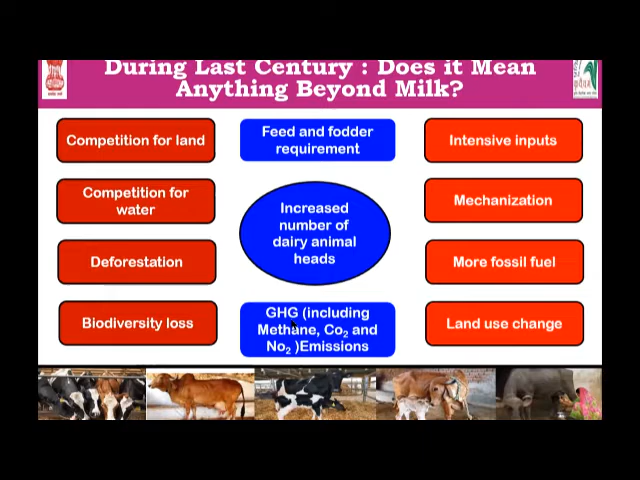 During Last Century : Does it Mean
Anything Beyond Milk?
Competition for land
Feed and fodder
requirement
Intensive inputs
Competition for
water
Increased
number of
dairy animal
heads
Mechanization
Deforestation
More fossil fuel
Biodiversity loss
GHG (including
Methane, Co2 and
No2 )Emissions
Land use change